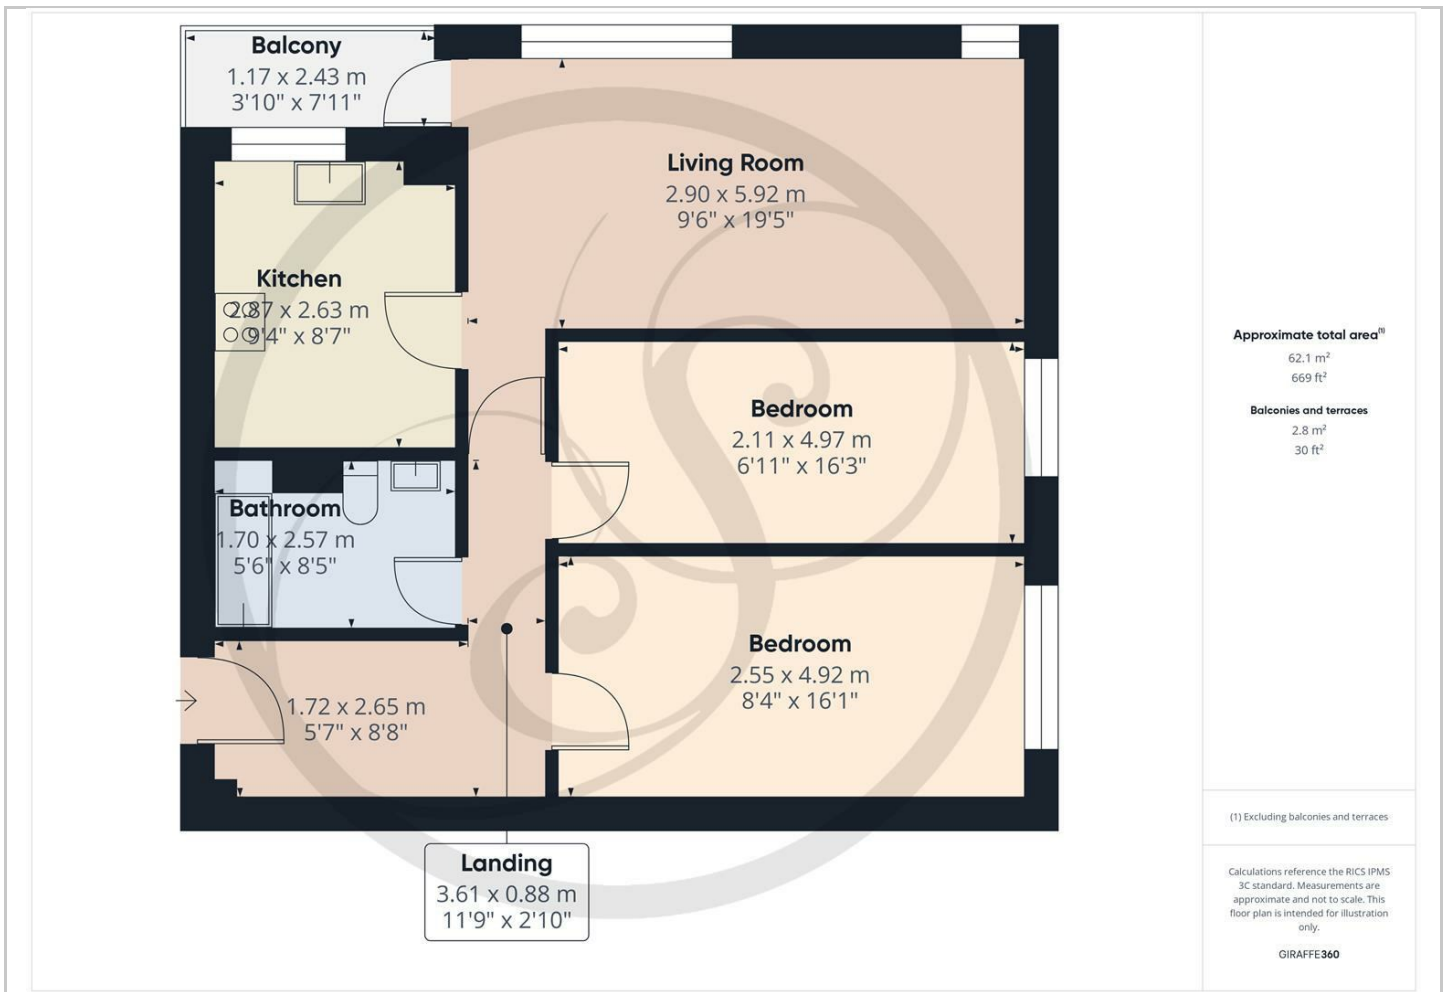 Balcony
1.17 x 2.43 m
3'10" x 7'11"
Living Room
2.90 x 5.92 m
9'6" x 19'5"
Kitchen
2.87 x 2.63 m
9'4" x 8'7"
Bedroom
2.11 x 4.97 m
6'11" x 16'3"
Bathroom
1.70 x 2.57 m
5'6" x 8'5"
Bedroom
2.55 x 4.92 m
8'4" x 16'1"
1.72 x 2.65 m
5'7" x 8'8"
Landing
3.61 x 0.88 m
11'9" x 2'10"
Approximate total area(1)
62.1 m²
669 ft²
Balconies and terraces
2.8 m²
30 ft²
(1) Excluding balconies and terraces
Calculations reference the RICS IPMS
3C standard. Measurements are
approximate and not to scale. This
floor plan is intended for illustration
only.
GIRAFFE360